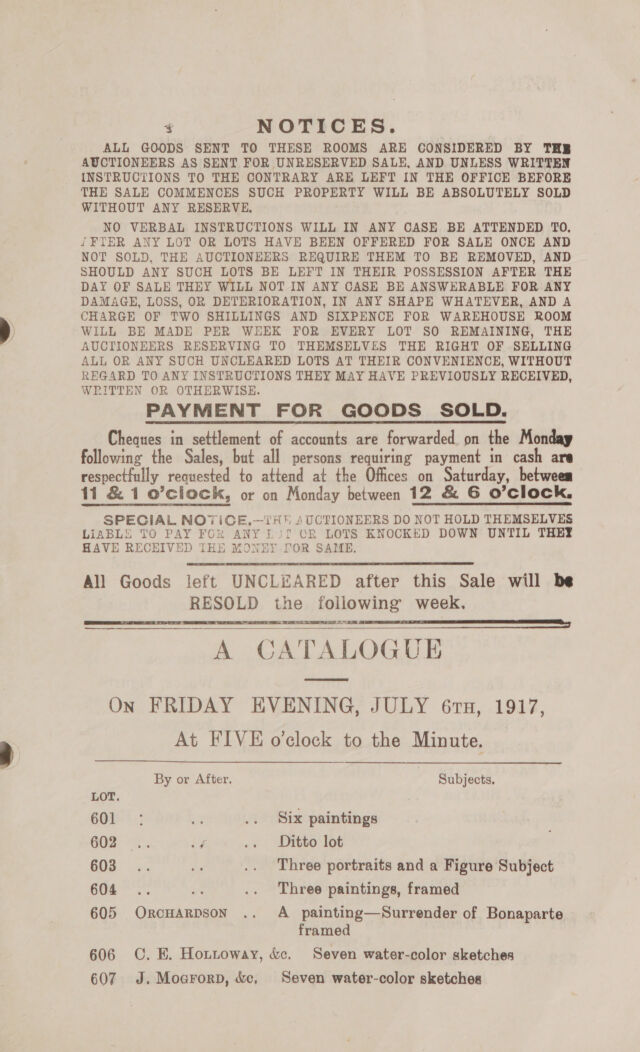 NOTICES.
ALL GOODS SENT TO THESE ROOMS ARE CONSIDERED BY THE
AUCTIONEERS AS SENT FOR UNRESERVED SALE, AND UNLESS WRITTEN
INSTRUCTIONS TO THE CONTRARY ARE LEFT IN THE OFFICE BEFORE
THE SALE COMMENCES SUCH PROPERTY WILL BE ABSOLUTELY SOLD
WITHOUT ANY RESERVE.
NO VERBAL INSTRUCTIONS WILL IN ANY CASE BE ATTENDED TO.
AFTER ANY LOT OR LOTS HAVE BEEN OFFERED FOR SALE ONCE AND
NOT SOLD, THE AUCTIONEERS REQUIRE THEM TO BE REMOVED, AND
SHOULD ANY SUCH LOTS BE LEFT IN THEIR POSSESSION AFTER THE
DAY OF SALE THEY WILL NOT IN ANY CASE BE ANSWERABLE FOR ANY
DAMAGE, LOSS, OR DETERIORATION, IN ANY SHAPE WHATEVER, AND A
CHARGE OF TWO SHILLINGS AND SIXPENCE FOR WAREHOUSE ROOM
WILL BE MADE PER WEEK FOR EVERY LOT SO REMAINING, THE
AUCTIONEERS RESERVING TO THEMSELVES THE RIGHT OF SELLING
ALL OR ANY SUCH UNCLEARED LOTS AT THEIR CONVENIENCE, WITHOUT
REGARD TO ANY INSTRUCTIONS THEY MAY HAVE PREVIOUSLY RECEIVED,
WRITTEN OR OTHERWISE.
PAYMENT FOR GOODS SOLD.
Cheques in settlement of accounts are forwarded on the Monday
following the Sales, but all persons requiring payment in cash are
respectfully requested to attend at the Offices on Saturday, between
11 & 1 o'clock, or on Monday between 12 & 6 o'clock.
SPECIAL NOTICE.—THE AUCTIONEERS DO NOT HOLD THEMSELVES
LIABLE TO PAY FOR ANY LOT OR LOTS KNOCKED DOWN UNTIL THEY
HAVE RECEIVED THE MONEY FOR SAME.
All Goods left UNCLEARED after this Sale will be
RESOLD the following week.
A CATALOGUE
ON FRIDAY EVENING, JULY 6TH, 1917,
At FIVE o'clock to the Minute.
By or After. Subjects.
LOT.
601 : .. .. Six paintings
602 .. .. .. Ditto lot
603 .. .. .. Three portraits and a Figure Subject
604 .. .. .. Three paintings, framed
605 ORCHARDSON .. A painting—Surrender of Bonaparte
framed
606 C. E. HOLLOWAY, &c. Seven water-color sketches
607 J. MOGFORD, &c. Seven water-color sketches